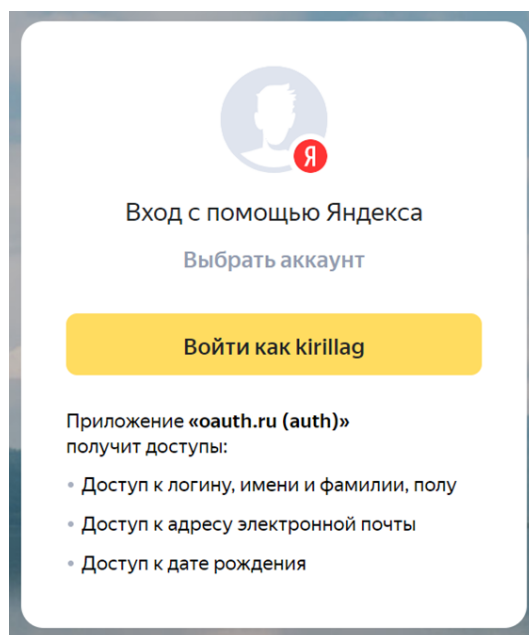 Я
Вход с помощью Яндекса
Выбрать аккаунт
Войти как kirillag
Приложение «oauth.ru (auth)»
получит доступы:
• Доступ к логину, имени и фамилии, полу
• Доступ к адресу электронной почты
• Доступ к дате рождения